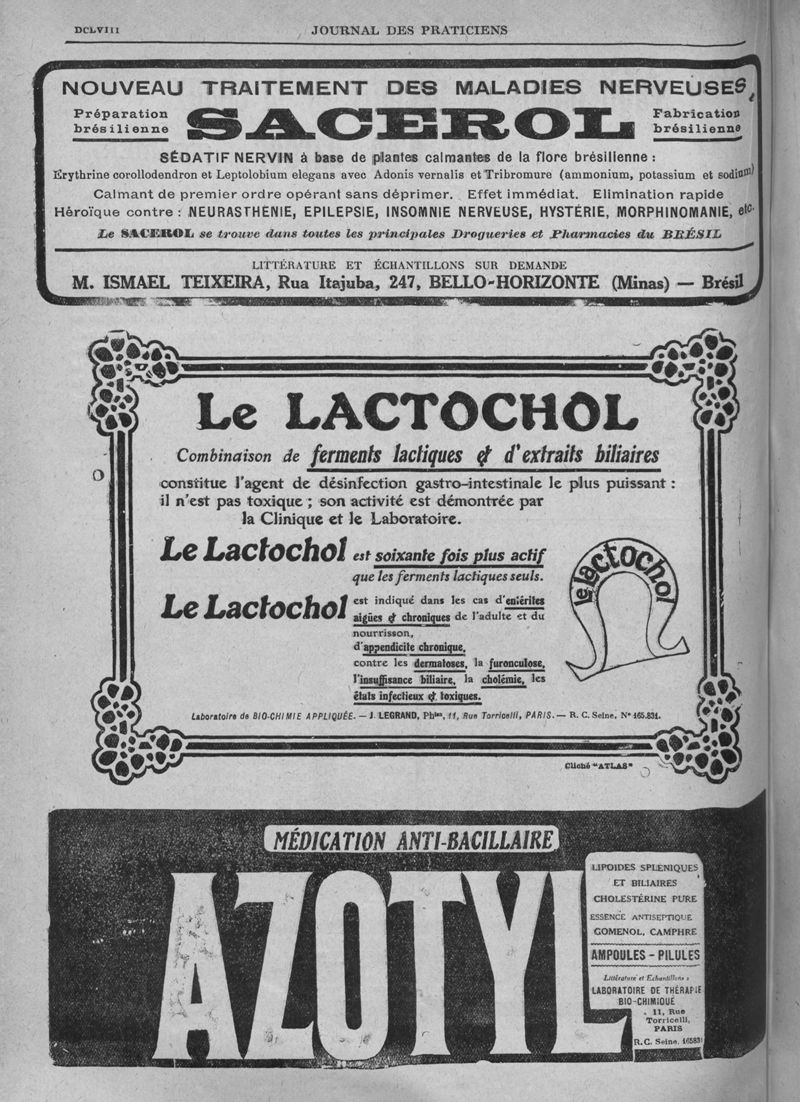 DCLVIII
JOURNAL DES PRATICIENS
NOUVEAU TRAITEMENT DES MALADIES NERVEUSES
Préparation
brésilienne
SACEROL
Fabrication
brésilienne
SÉDATIF NERVIN à base de plantes calmantes de la flore brésilienne :
Erythrine corollodendron et Leptolobium elegans avec Adonis vernalis et Tribromure (ammonium, potassium et sodium)
Calmant de premier ordre opérant sans déprimer. Effet immédiat. Elimination rapide
Héroïque contre : NEURASTHÉNIE, EPILEPSIE, INSOMNIE NERVEUSE, HYSTÉRIE, MORPHINOMANIE, etc.
Le SACEROL se trouve dans toutes les principales Drogueries et Pharmacies du BRÉSIL
LITTÉRATURE ET ÉCHANTILLONS SUR DEMANDE
M. ISMAEL TEIXEIRA, Rua Itajuba, 247, BELLO-HORIZONTE (Minas) — Brésil
Le LACTOCHOL
Combinaison de ferments lactiques & d'extraits biliaires
constitue l'agent de désinfection gastro-intestinale le plus puissant :
il n'est pas toxique ; son activité est démontrée par
la Clinique et le Laboratoire.
Le Lactochol est soixante fois plus actif
que les ferments lactiques seuls.
Le Lactochol est indiqué dans les cas d'entérites
aigües & chroniques de l'adulte et du
nourrisson,
d'appendicite chronique,
contre les dermatoses, la furonculose,
l'insuffisance biliaire, la cholémie, les
états infectieux & toxiques.
le lactochol
Laboratoire de BIO-CHIMIE APPLIQUÉE. — J. LEGRAND, Phien, 11, Rue Torricelli, PARIS. — R. C. Seine, N° 165.831.
Cliché "ATLAS"
MÉDICATION ANTI-BACILLAIRE
AZOTYL
LIPOIDES SPLÉNIQUES
ET BILIAIRES
CHOLESTÉRINE PURE
ESSENCE ANTISEPTIQUE
GOMENOL, CAMPHRE
AMPOULES - PILULES
Littérature et Echantillons :
LABORATOIRE DE THÉRAPIE
BIO-CHIMIQUE
11, Rue
Torricelli,
PARIS
R.C. Seine, 165831